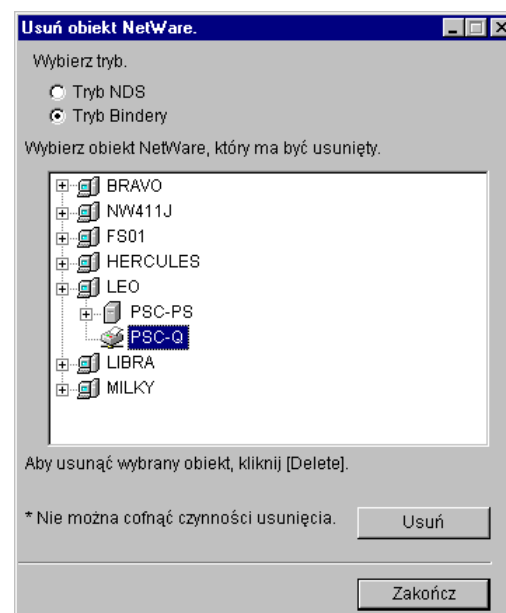 Usuń obiekt NetWare.
Wybierz tryb.
Tryb NDS
Tryb Bindery
Wybierz obiekt NetWare, który ma być usunięty.
BRAVO
NW411J
FS01
HERCULES
LEO
PSC-PS
PSC-Q
LIBRA
MILKY
Aby usunąć wybrany obiekt, kliknij [Delete].
* Nie można cofnąć czynności usunięcia.
Usuń
Zakończ